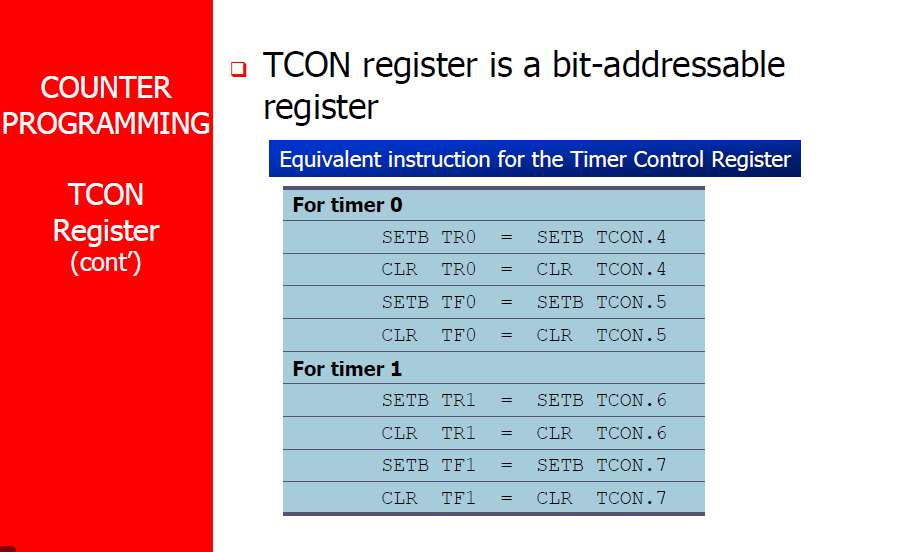 COUNTER
PROGRAMMING
TCON
Register
(cont’)
❑ TCON register is a bit-addressable
register
Equivalent instruction for the Timer Control Register
For timer 0
SETB TR0 = SETB TCON.4
CLR TR0 = CLR TCON.4
SETB TF0 = SETB TCON.5
CLR TF0 = CLR TCON.5
For timer 1
SETB TR1 = SETB TCON.6
CLR TR1 = CLR TCON.6
SETB TF1 = SETB TCON.7
CLR TF1 = CLR TCON.7